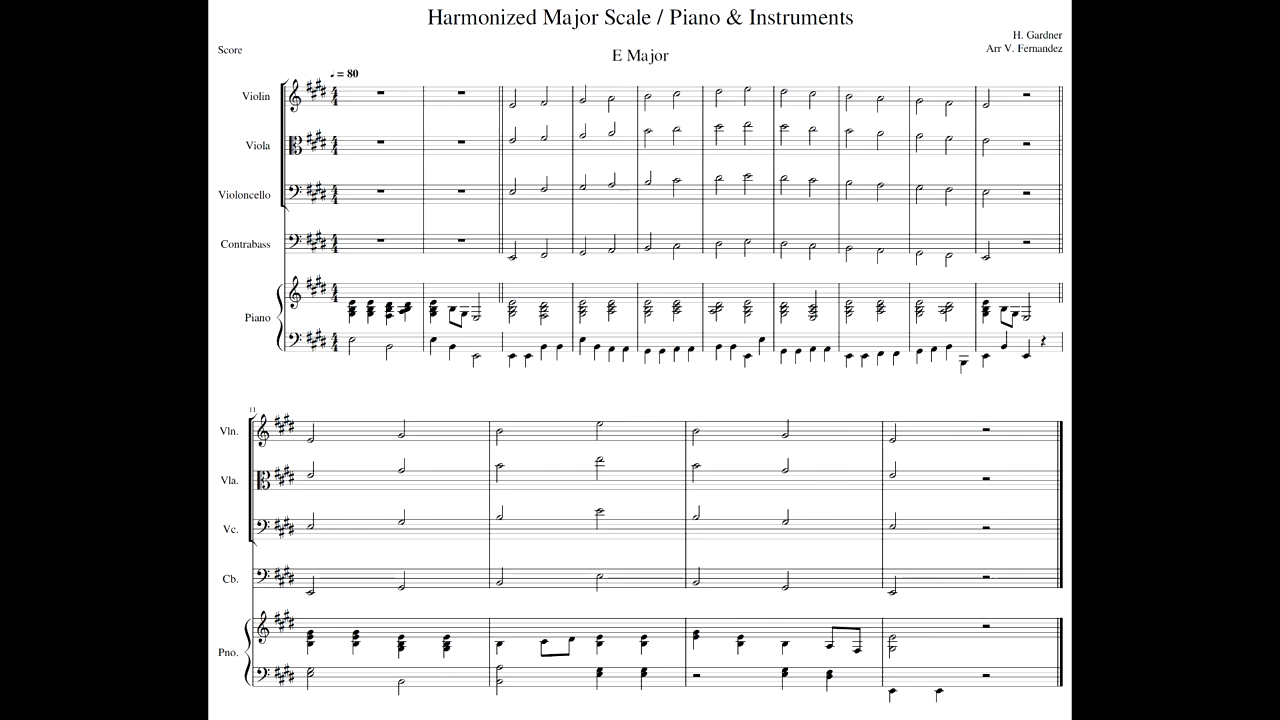 Harmonized Major Scale / Piano & Instruments
H. Gardner
Score
Arr V. Fernandez
E Major
♩ = 80
Violin
Viola
Violoncello
Contrabass
Piano
11
Vln.
Vla.
Vc.
Cb.
Pno.